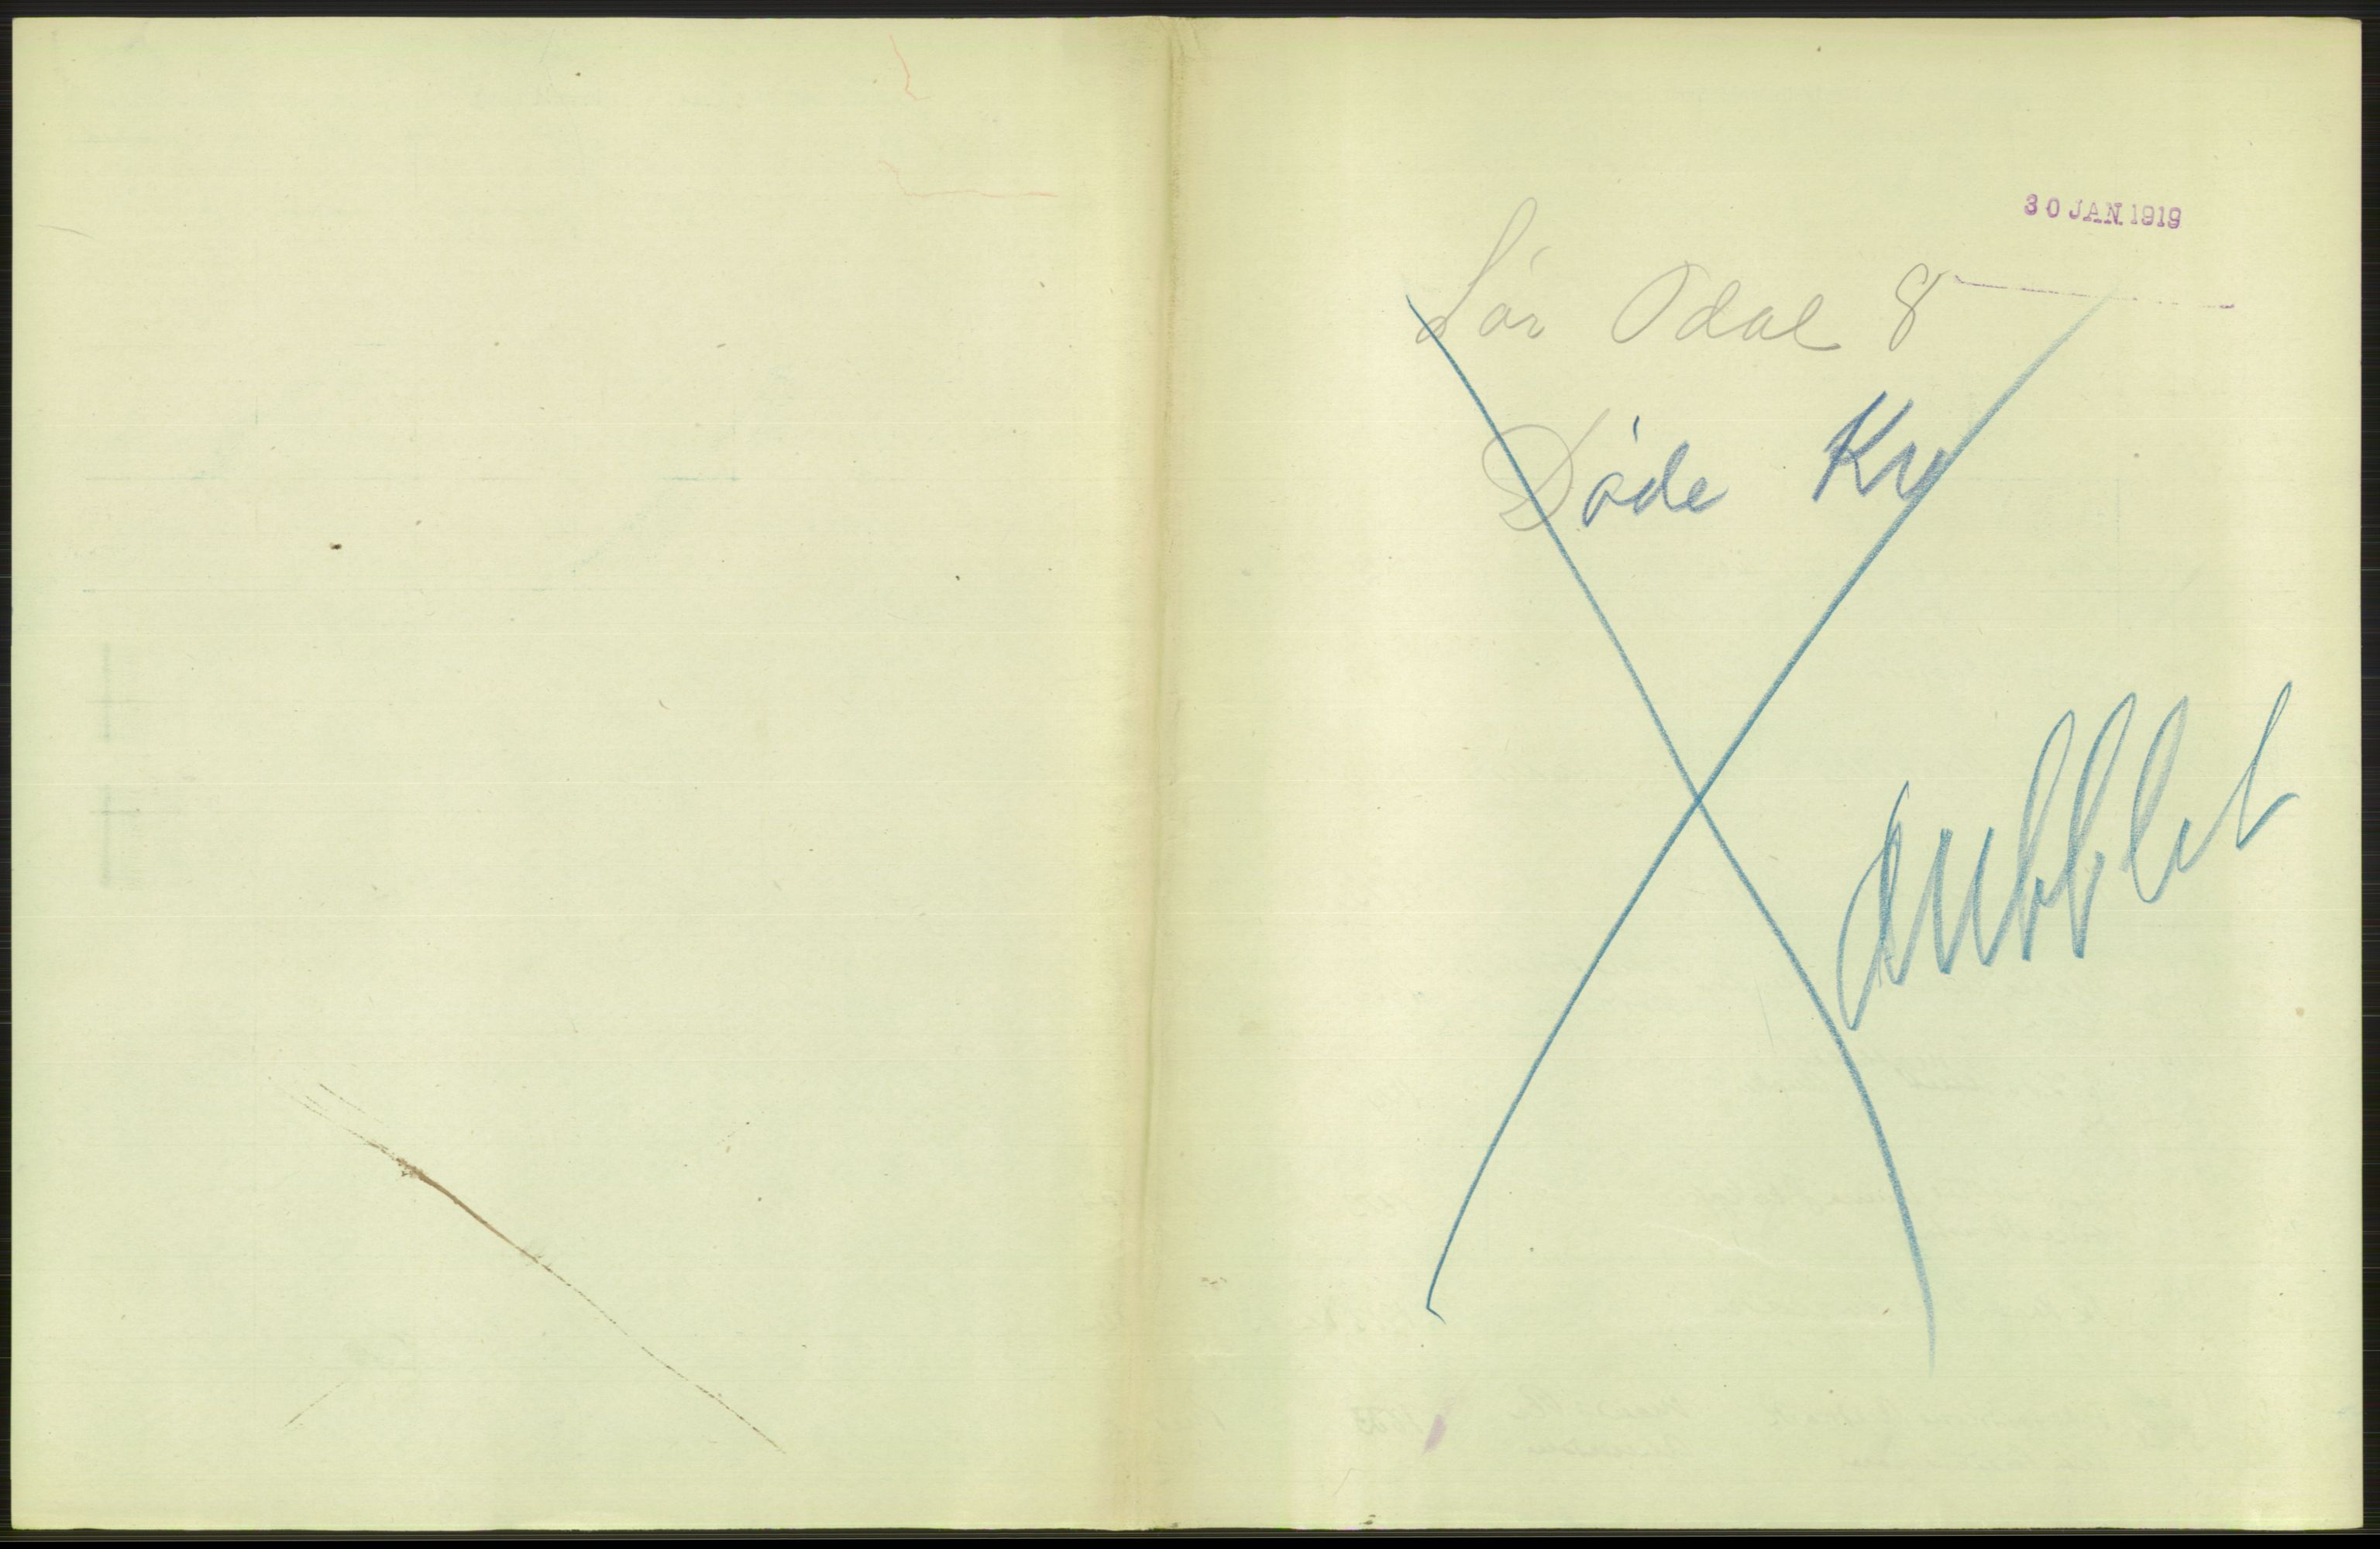 30 JAN. 1919
Sør Odal 8
Døde Kv
dubblet